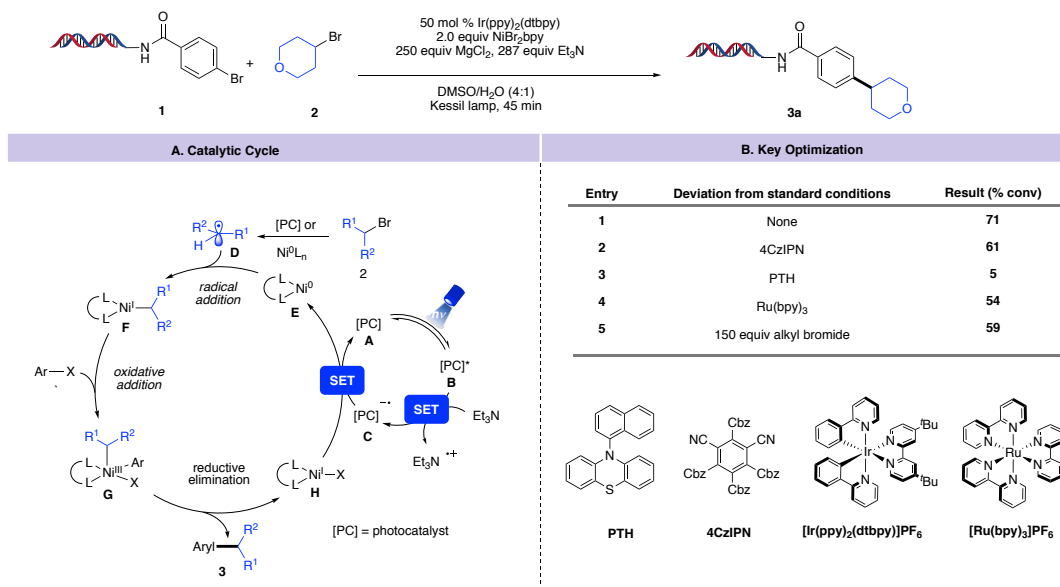 50 mol % Ir(ppy)2(dtbpy)
2.0 equiv NiBr2bpy
250 equiv MgCl2, 287 equiv Et3N
DMSO/H2O (4:1)
Kessil lamp, 45 min
O
N
H
Br
1
+
Br
O
2
O
N
H
O
3a
A. Catalytic Cycle
R2
R1
H
D
[PC] or
Ni0Ln
R1
Br
R2
2
radical
addition
L
L
Ni0
E
L
L
NiI
R1
R2
F
hν
[PC]
A
[PC]*
B
SET
SET
Et3N
[PC]−•
C
Et3N •+
Ar—X
oxidative
addition
R1
R2
L
L
NiIII
Ar
X
G
reductive
elimination
L
L
NiI—X
H
Aryl
R2
R1
3
[PC] = photocatalyst
B. Key Optimization
Entry Deviation from standard conditions Result (% conv)
1 None 71
2 4CzIPN 61
3 PTH 5
4 Ru(bpy)3 54
5 150 equiv alkyl bromide 59
N
S
PTH
Cbz
NC
CN
Cbz
Cbz
Cbz
4CzIPN
N
N
Ir
N
N
tBu
tBu
[Ir(ppy)2(dtbpy)]PF6
N
N
N
Ru
N
N
N
[Ru(bpy)3]PF6